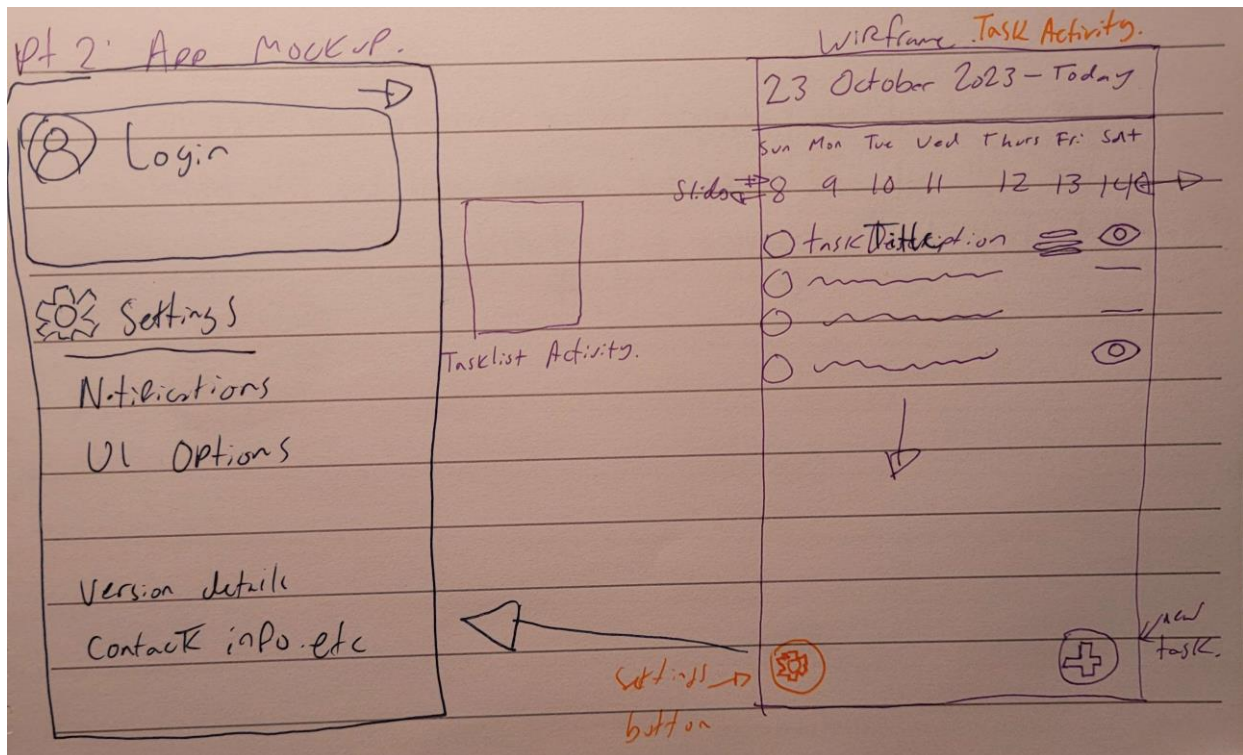 Pt 2: App Mockup.
Login
Settings
Notifications
UI Options
Version details
Contact info.etc
Tasklist Activity.
Wireframe. Task Activity.
23 October 2023 - Today
Sun Mon Tue Wed Thurs Fri Sat
Slide 8 9 10 11 12 13 14
task
new
task.
settings
button